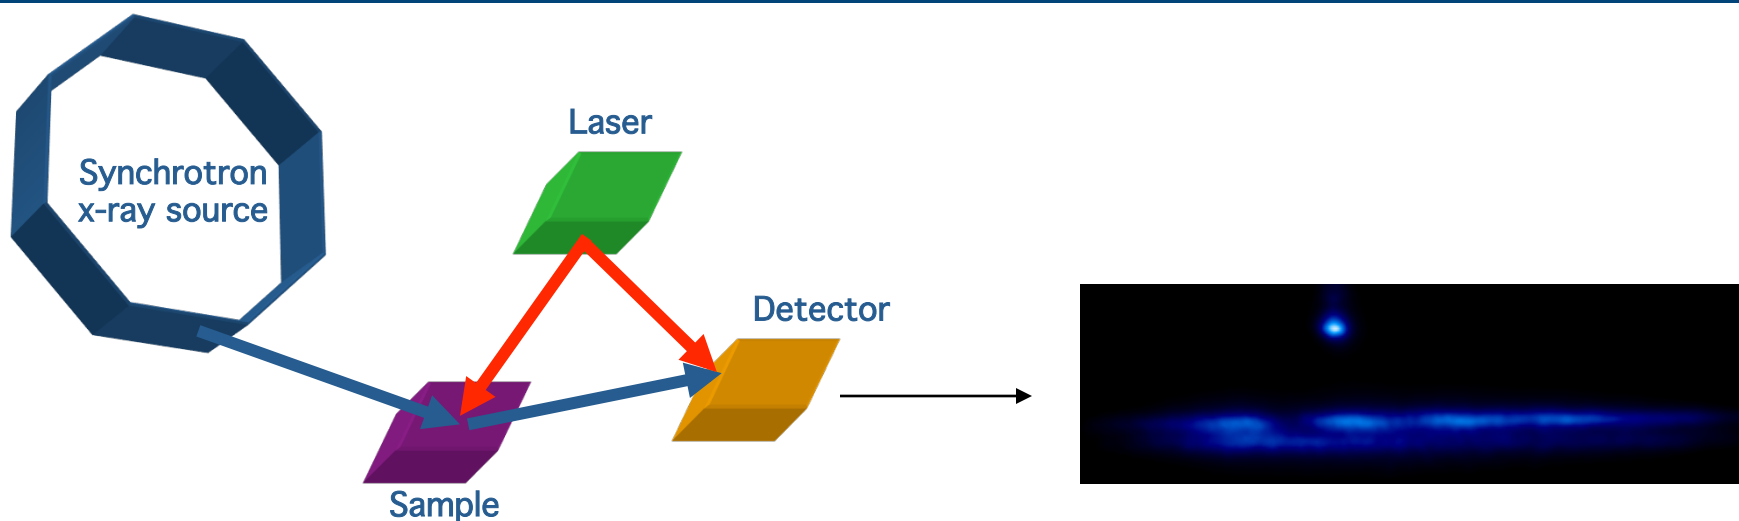 Synchrotron
x-ray source
Laser
Detector
Sample